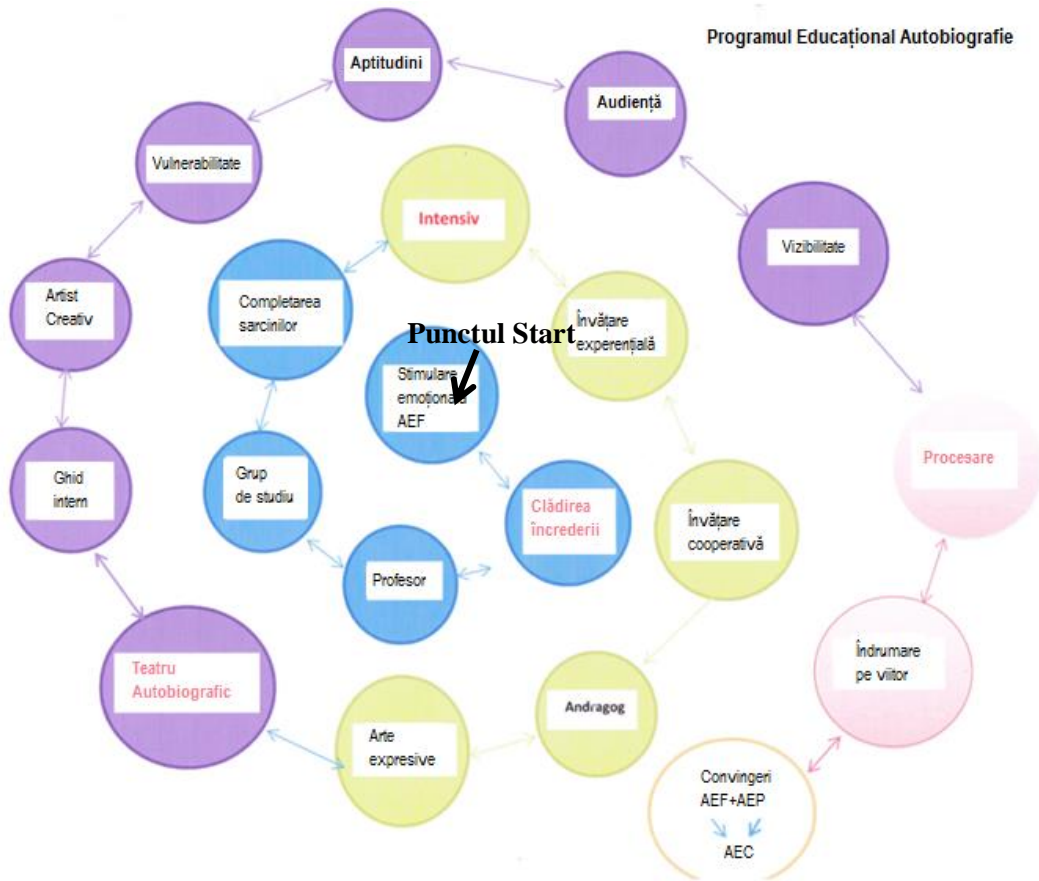 Programul Educațional Autobiografie
Aptitudini
Audiență
Vulnerabilitate
Intensiv
Vizibilitate
Artist
Creativ
Completarea
sarcinilor
Punctul Start
Învățare
experențială
Stimulare
emoțională
AEF
Procesare
Ghid
intern
Grup
de studiu
Clădirea
încrederii
Învățare
cooperativă
Profesor
Teatru
Autobiografic
Îndrumare
pe viitor
Andragog
Arte
expresive
Convingeri
AEF+AEP
AEC